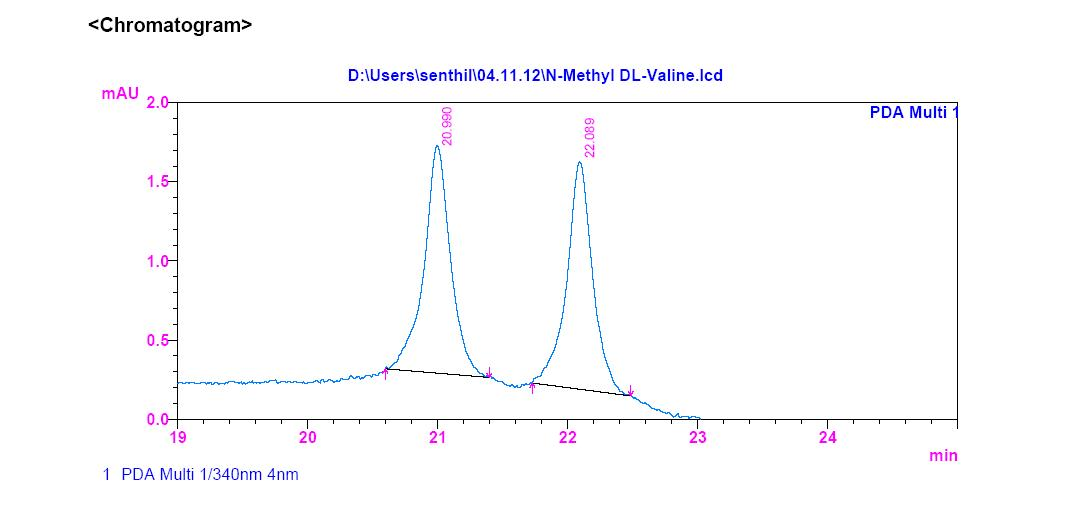 <Chromatogram>
D:\Users\senthil\04.11.12\N-Methyl DL-Valine.lcd
mAU
PDA Multi 1
2.0
20.990
22.089
1.5
1.0
0.5
0.0
19 20 21 22 23 24
min
1 PDA Multi 1/340nm 4nm